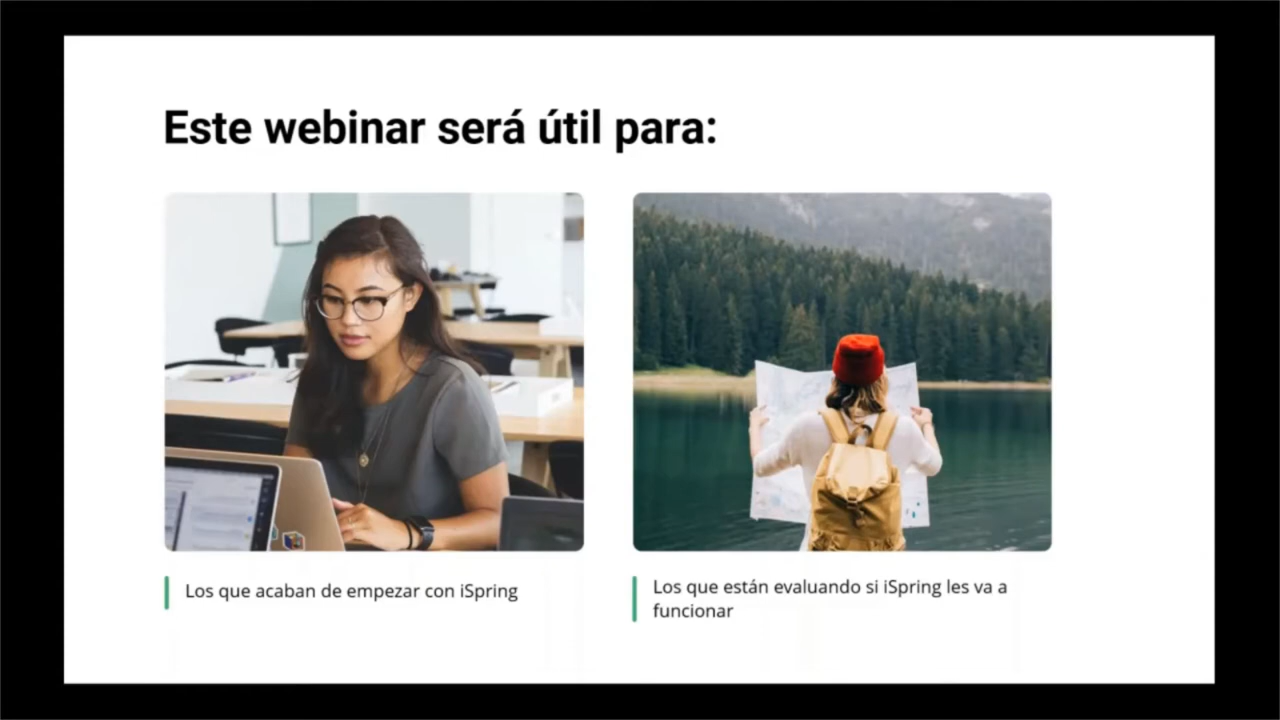 Este webinar será útil para:
Los que acaban de empezar con iSpring
Los que están evaluando si iSpring les va a
funcionar